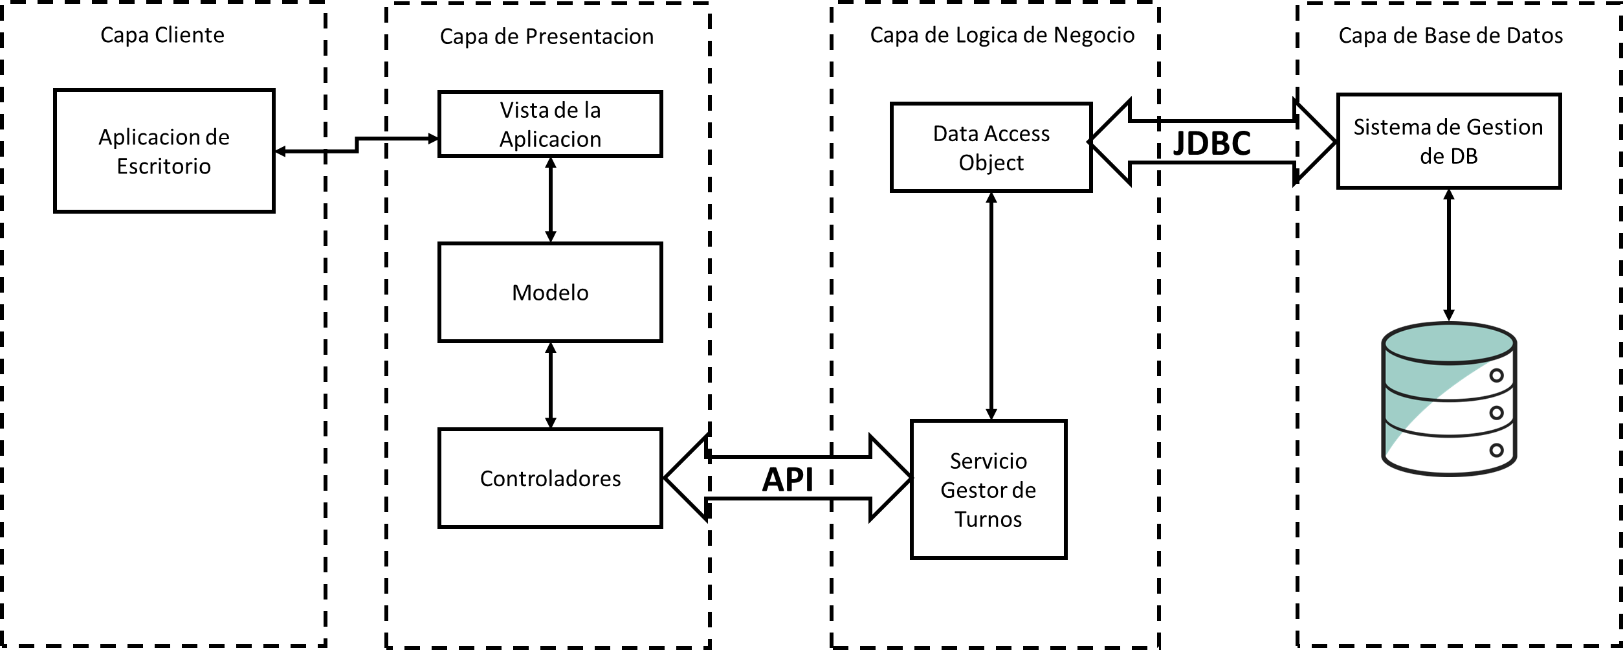 Capa Cliente
Aplicacion de
Escritorio
Capa de Presentacion
Vista de la
Aplicacion
Modelo
Controladores
API
Capa de Logica de Negocio
Data Access
Object
Servicio
Gestor de
Turnos
JDBC
Capa de Base de Datos
Sistema de Gestion
de DB